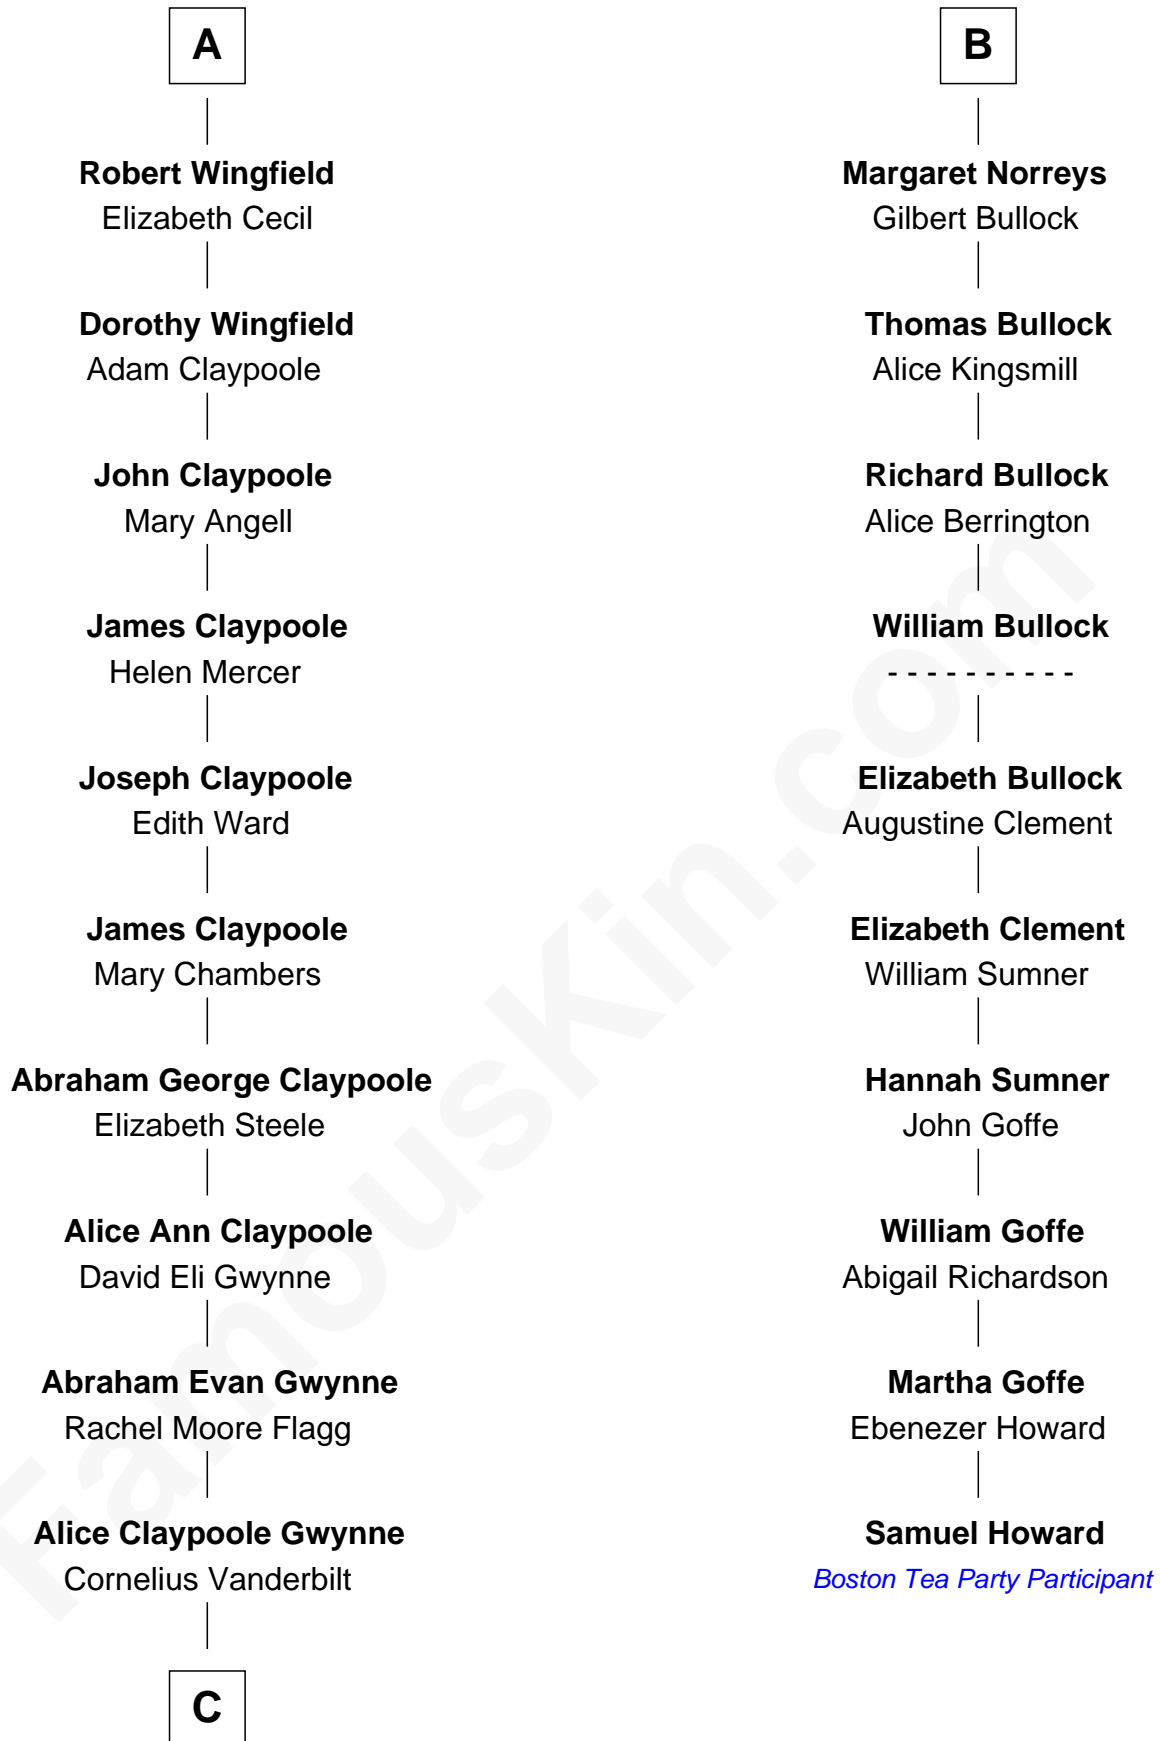 A
Robert Wingfield
Elizabeth Cecil
Dorothy Wingfield
Adam Claypoole
John Claypoole
Mary Angell
James Claypoole
Helen Mercer
Joseph Claypoole
Edith Ward
James Claypoole
Mary Chambers
Abraham George Claypoole
Elizabeth Steele
Alice Ann Claypoole
David Eli Gwynne
Abraham Evan Gwynne
Rachel Moore Flagg
Alice Claypoole Gwynne
Cornelius Vanderbilt
C
B
Margaret Norreys
Gilbert Bullock
Thomas Bullock
Alice Kingsmill
Richard Bullock
Alice Berrington
William Bullock
- - - - - - - - - -
Elizabeth Bullock
Augustine Clement
Elizabeth Clement
William Sumner
Hannah Sumner
John Goffe
William Goffe
Abigail Richardson
Martha Goffe
Ebenezer Howard
Samuel Howard
Boston Tea Party Participant
FamousKin.com